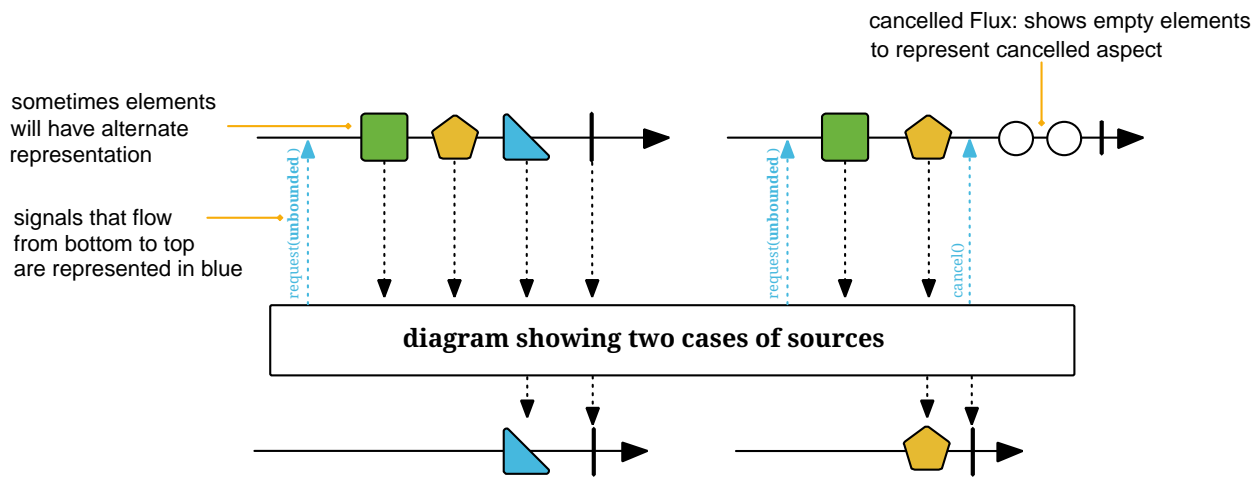 cancelled Flux: shows empty elements
to represent cancelled aspect
sometimes elements
will have alternate
representation
signals that flow
from bottom to top
are represented in blue
request(unbounded )
request(unbounded )
cancel()
diagram showing two cases of sources